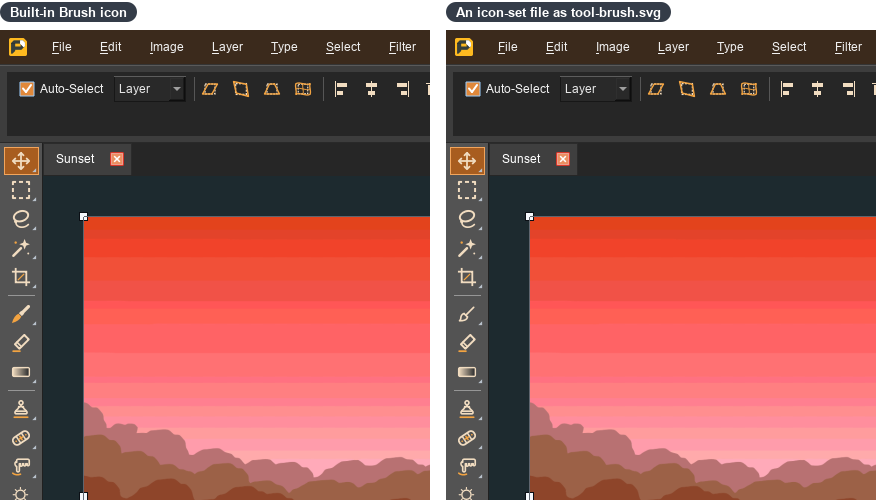 Built-in Brush icon
File Edit Image Layer Type Select Filter
Auto-Select Layer
Sunset
An icon-set file as tool-brush.svg
File Edit Image Layer Type Select Filter
Auto-Select Layer
Sunset